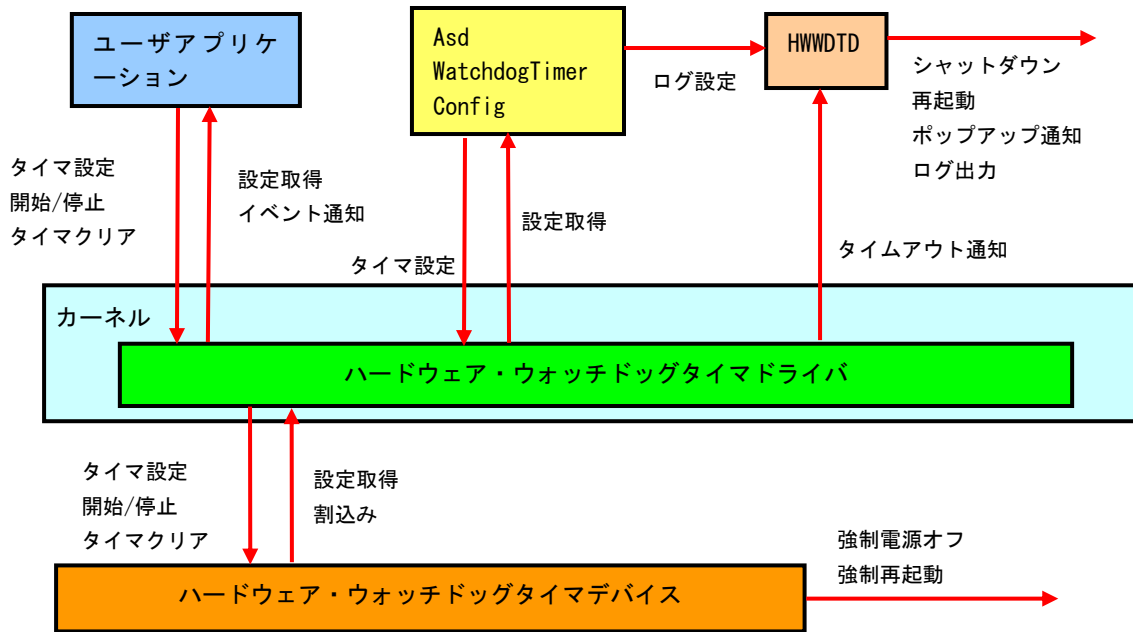 ユーザアプリケ
ーション
Asd
WatchdogTimer
Config
HWWDTD
ログ設定
シャットダウン
再起動
ポップアップ通知
ログ出力
タイマ設定
開始/停止
タイマクリア
設定取得
イベント通知
設定取得
タイマ設定
タイムアウト通知
カーネル
ハードウェア・ウォッチドッグタイマドライバ
タイマ設定
開始/停止
タイマクリア
設定取得
割込み
強制電源オフ
強制再起動
ハードウェア・ウォッチドッグタイマデバイス